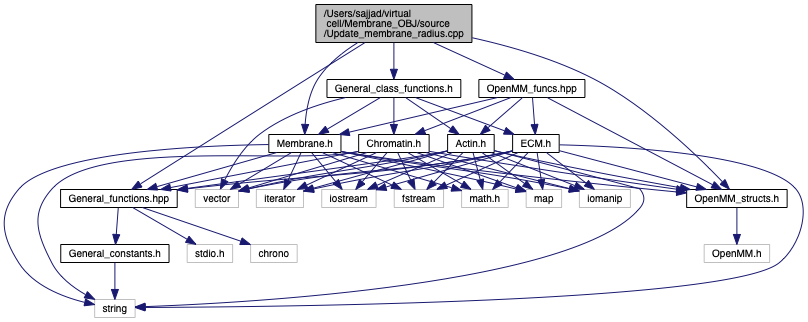 /Users/sajjad/virtual
cell/Membrane_OBJ/source
/Update_membrane_radius.cpp
General_class_functions.h
OpenMM_funcs.hpp
Membrane.h
Chromatin.h
Actin.h
ECM.h
General_functions.hpp
vector
iterator
iostream
fstream
math.h
map
iomanip
OpenMM_structs.h
General_constants.h
stdio.h
chrono
OpenMM.h
string